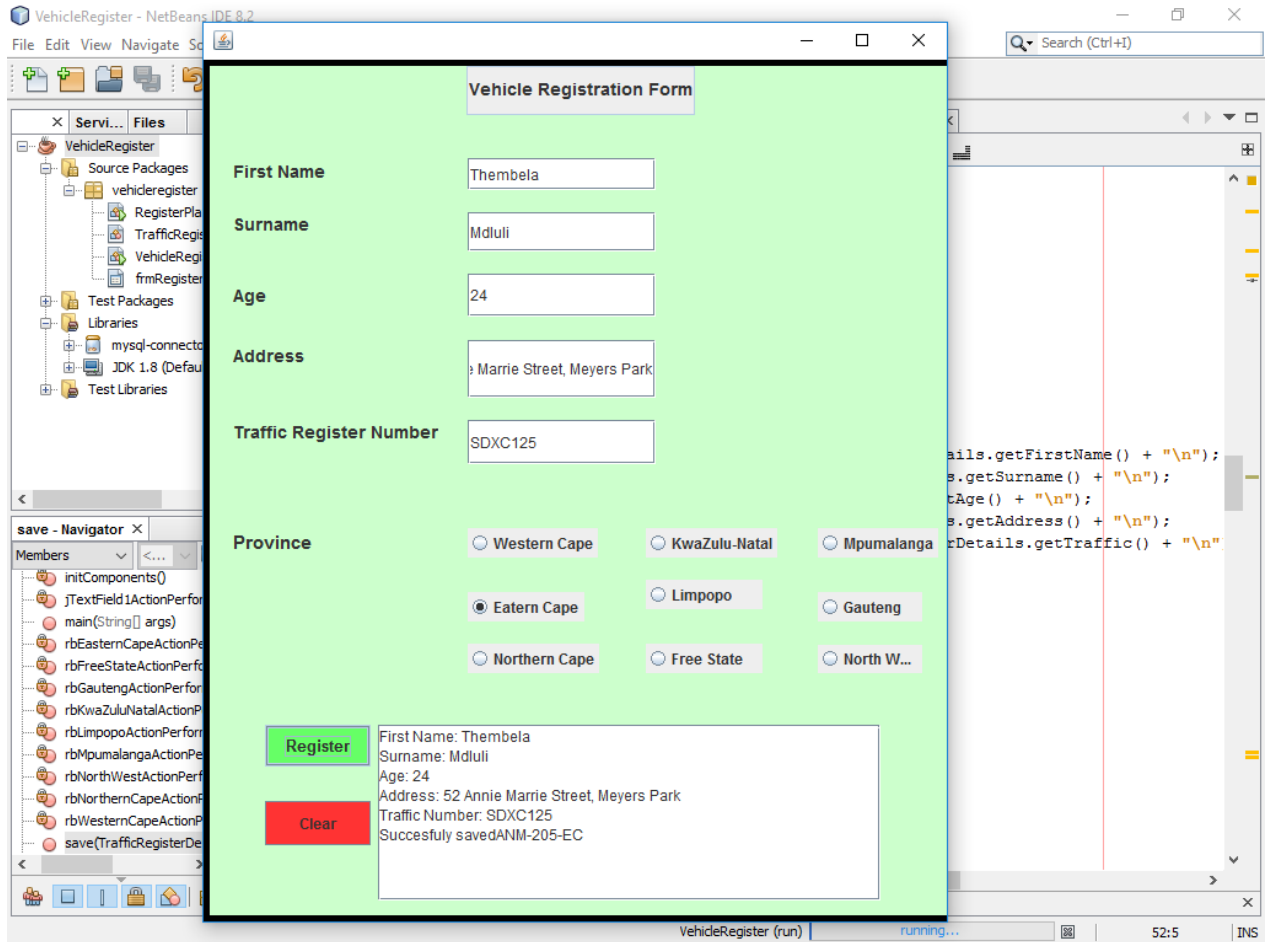 VehicleRegister - NetBeans IDE 8.2
File Edit View Navigate
Search (Ctrl+I)
Servi... Files
VehicleRegister
Source Packages
vehicleregister
RegisterPla
TrafficRegis
VehicleRegi
frmRegister
Test Packages
Libraries
mysql-connecto
JDK 1.8 (Defau
Test Libraries
save - Navigator
Members <...
initComponents()
jTextField1ActionPerfor
main(String[] args)
rbEasternCapeActionPe
rbFreeStateActionPerfo
rbGautengActionPerfor
rbKwaZuluNatalActionP
rbLimpopoActionPerforr
rbMpumalangaActionPe
rbNorthWestActionPerf
rbNorthernCapeActionP
rbWesternCapeActionP
save(TrafficRegisterDe
Vehicle Registration Form
First Name Thembela
Surname Mdluli
Age 24
Address Marrie Street, Meyers Park
Traffic Register Number SDXC125
Province Western Cape KwaZulu-Natal Mpumalanga
Eatern Cape Limpopo Gauteng
Northern Cape Free State North W...
Register
Clear
First Name: Thembela
Surname: Mdluli
Age: 24
Address: 52 Annie Marrie Street, Meyers Park
Traffic Number: SDXC125
Succesfuly savedANM-205-EC
ails.getFirstName() + "\n");
s.getSurname() + "\n");
tAge() + "\n");
s.getAddress() + "\n");
rDetails.getTraffic() + "\n"
VehicleRegister (run) running... 52:5 INS